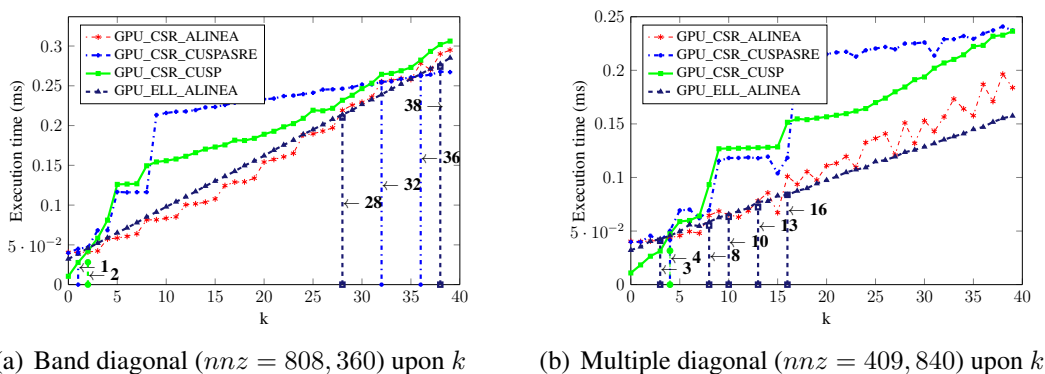 GPU_CSR_ALINEA
GPU_CSR_CUSPASRE
GPU_CSR_CUSP
GPU_ELL_ALINEA
Execution time (ms)
0.3
0.25
0.2
0.15
0.1
5 · 10⁻²
0
0 5 10 15 20 25 30 35 40
k
1
2
28
32
36
38
(a) Band diagonal (nnz = 808, 360) upon k
GPU_CSR_ALINEA
GPU_CSR_CUSPASRE
GPU_CSR_CUSP
GPU_ELL_ALINEA
Execution time (ms)
0.25
0.2
0.15
0.1
5 · 10⁻²
0
0 5 10 15 20 25 30 35 40
k
3
4
8
10
13
16
(b) Multiple diagonal (nnz = 409, 840) upon k